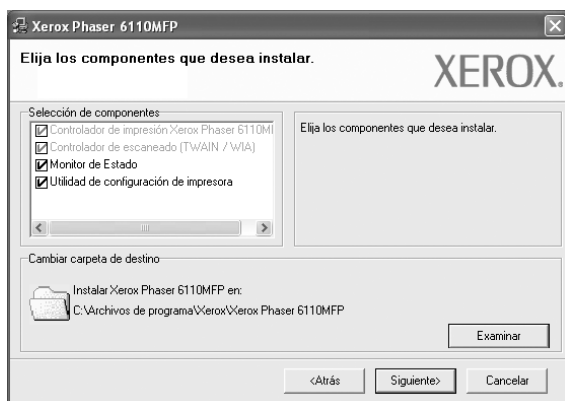 Xerox Phaser 6110MFP
Elija los componentes que desea instalar.
XEROX.
Selección de componentes
Controlador de impresión Xerox Phaser 6110MI
Controlador de escaneado (TWAIN / WIA)
Monitor de Estado
Utilidad de configuración de impresora
Elija los componentes que desea instalar.
Cambiar carpeta de destino
Instalar Xerox Phaser 6110MFP en:
C:\Archivos de programa\Xerox\Xerox Phaser 6110MFP
Examinar
<Atrás
Siguiente>
Cancelar